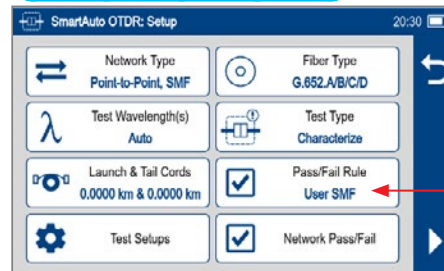 SmartAuto OTDR: Setup 20:30
Network Type
Point-to-Point, SMF
Fiber Type
G.652.A/B/C/D
Test Wavelength(s)
Auto
Test Type
Characterize
Launch & Tail Cords
0.0000 km & 0.0000 km
Pass/Fail Rule
User SMF
Test Setups
Network Pass/Fail